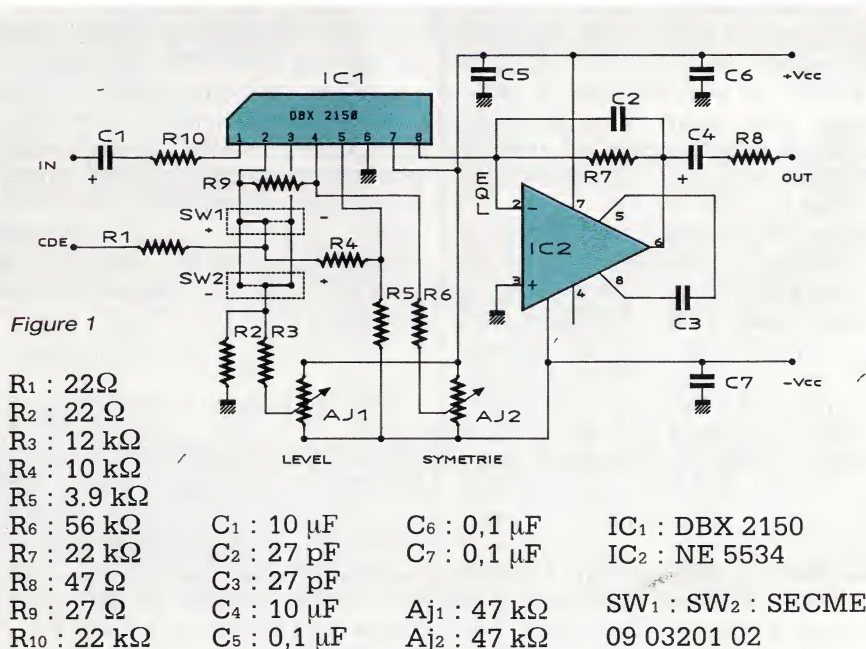 IC1
DBX 2150
1 2 3 4 5 6 7 8
C1
R10
+
IN
R9
SW1
-
+
CDE
R1
R4
SW2
-
+
R2
R3
R5
R6
C5
C6
+Vcc
C2
C4
R8
R7
+
OUT
EQL
2
-
7
5
6
IC2
3
+
4
8
C3
C7
-Vcc
AJ1
AJ2
LEVEL
SYMETRIE
Figure 1
R1 : 22Ω
R2 : 22 Ω
R3 : 12 kΩ
R4 : 10 kΩ
R5 : 3.9 kΩ
R6 : 56 kΩ
R7 : 22 kΩ
R8 : 47 Ω
R9 : 27 Ω
R10 : 22 kΩ
C1 : 10 µF
C2 : 27 pF
C3 : 27 pF
C4 : 10 µF
C5 : 0,1 µF
C6 : 0,1 µF
C7 : 0,1 µF
Aj1 : 47 kΩ
Aj2 : 47 kΩ
IC1 : DBX 2150
IC2 : NE 5534
SW1 : SW2 : SECME
09 03201 02